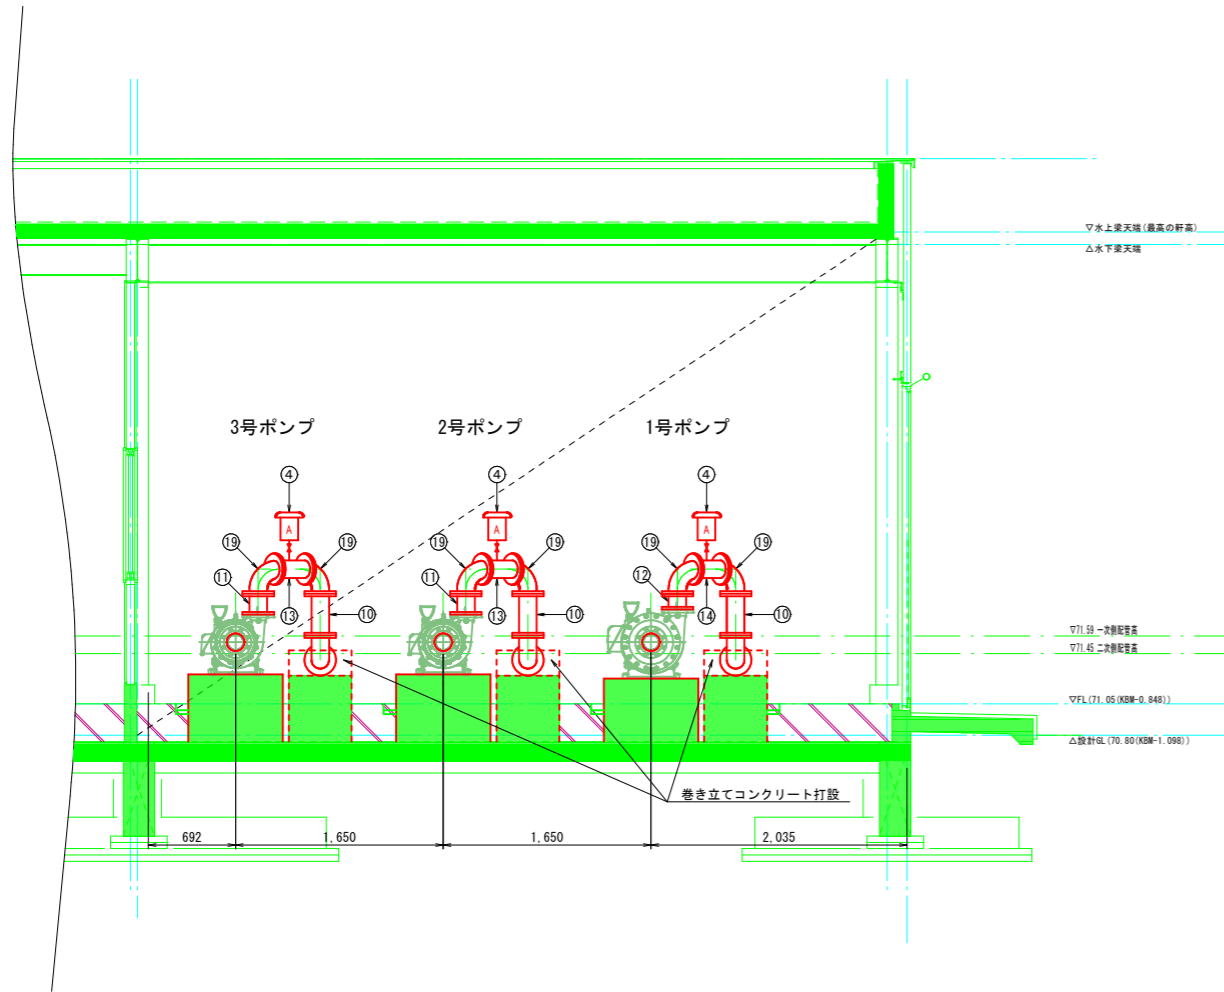 ▽水上梁天端(最高の軒高)
△水下梁天端
3号ポンプ
2号ポンプ
1号ポンプ
④
④
④
⑲
⑲
⑲
⑲
⑲
⑲
A
A
A
⑪
⑪
⑫
⑬
⑩
⑬
⑩
⑭
⑩
▽71.59 一次側配管高
▽71.45 二次側配管高
▽FL(71.05(KBM-0.848))
△設計GL(70.80(KBM-1.098))
巻き立てコンクリート打設
692
1,650
1,650
2,035